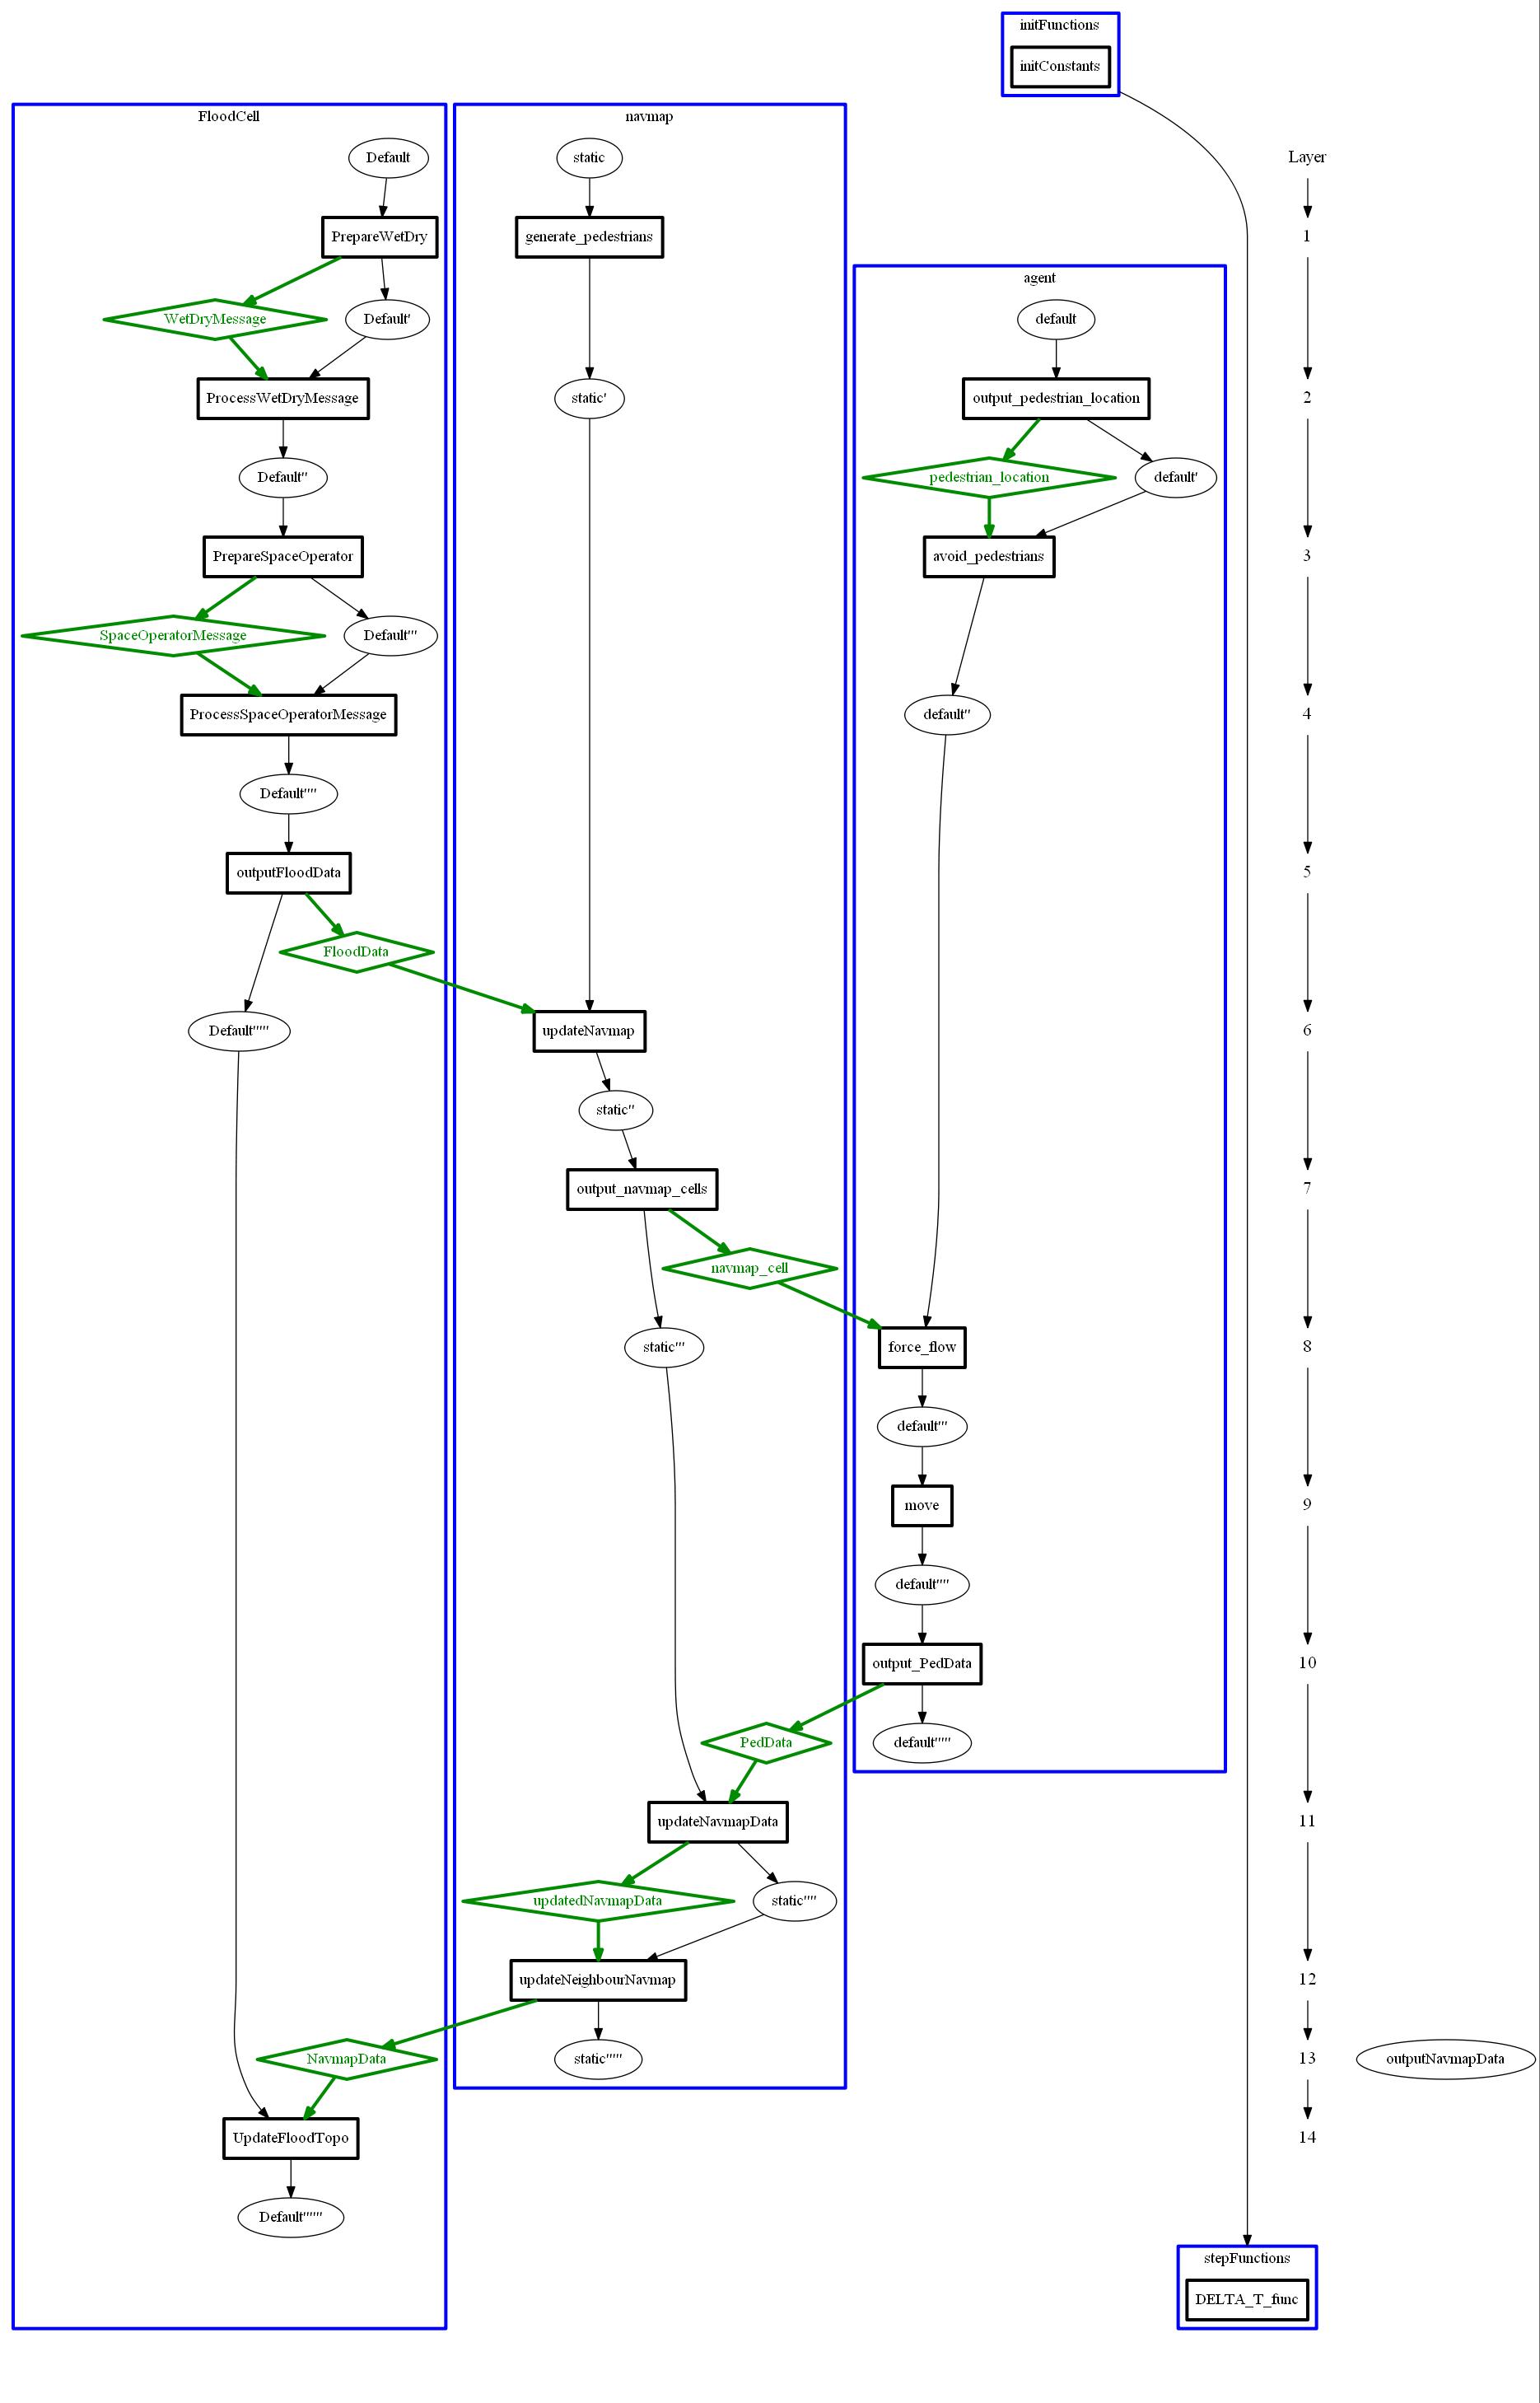 initFunctions
initConstants
FloodCell
navmap
Default
static
Layer
PrepareWetDry
generate_pedestrians
1
agent
WetDryMessage
Default'
default
ProcessWetDryMessage
static'
output_pedestrian_location
2
Default''
pedestrian_location
default'
PrepareSpaceOperator
avoid_pedestrians
3
SpaceOperatorMessage
Default'''
ProcessSpaceOperatorMessage
default''
4
Default''''
outputFloodData
5
FloodData
Default'''''
updateNavmap
6
static''
output_navmap_cells
7
navmap_cell
static'''
force_flow
8
default'''
move
9
default''''
output_PedData
10
PedData
default'''''
updateNavmapData
11
updatedNavmapData
static''''
updateNeighbourNavmap
12
NavmapData
static'''''
13
outputNavmapData
UpdateFloodTopo
14
Default''''''
stepFunctions
DELTA_T_func